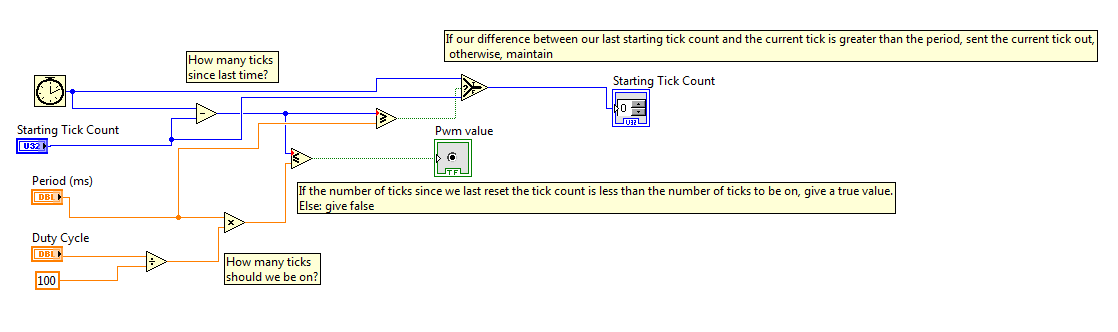 If our difference between our last starting tick count and the current tick is greater than the period, sent the current tick out,
otherwise, maintain
How many ticks
since last time?
Starting Tick Count
0
U32
Starting Tick Count
U32
Pwm value
TF
Period (ms)
DBL
If the number of ticks since we last reset the tick count is less than the number of ticks to be on, give a true value.
Else: give false
Duty Cycle
DBL
100
How many ticks
should we be on?